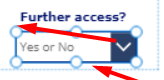 Further access?
Yes or No